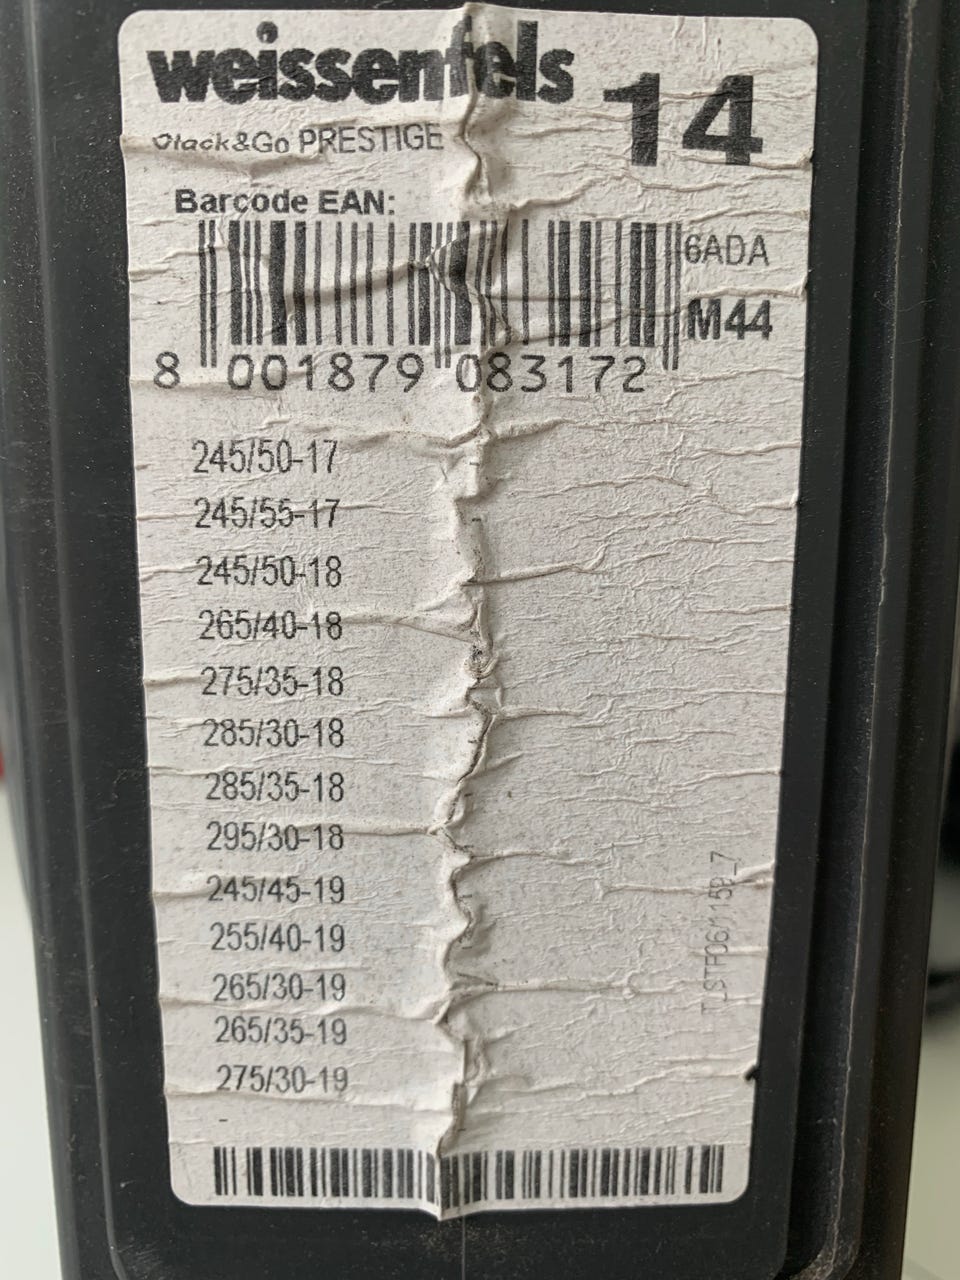 weissenfels
14
Clack&Go PRESTIGE
Barcode EAN:
6ADA
M44
8 001879 083172
245/50-17
245/55-17
245/50-18
265/40-18
275/35-18
285/30-18
285/35-18
295/30-18
245/45-19
255/40-19
265/30-19
265/35-19
275/30-19
-